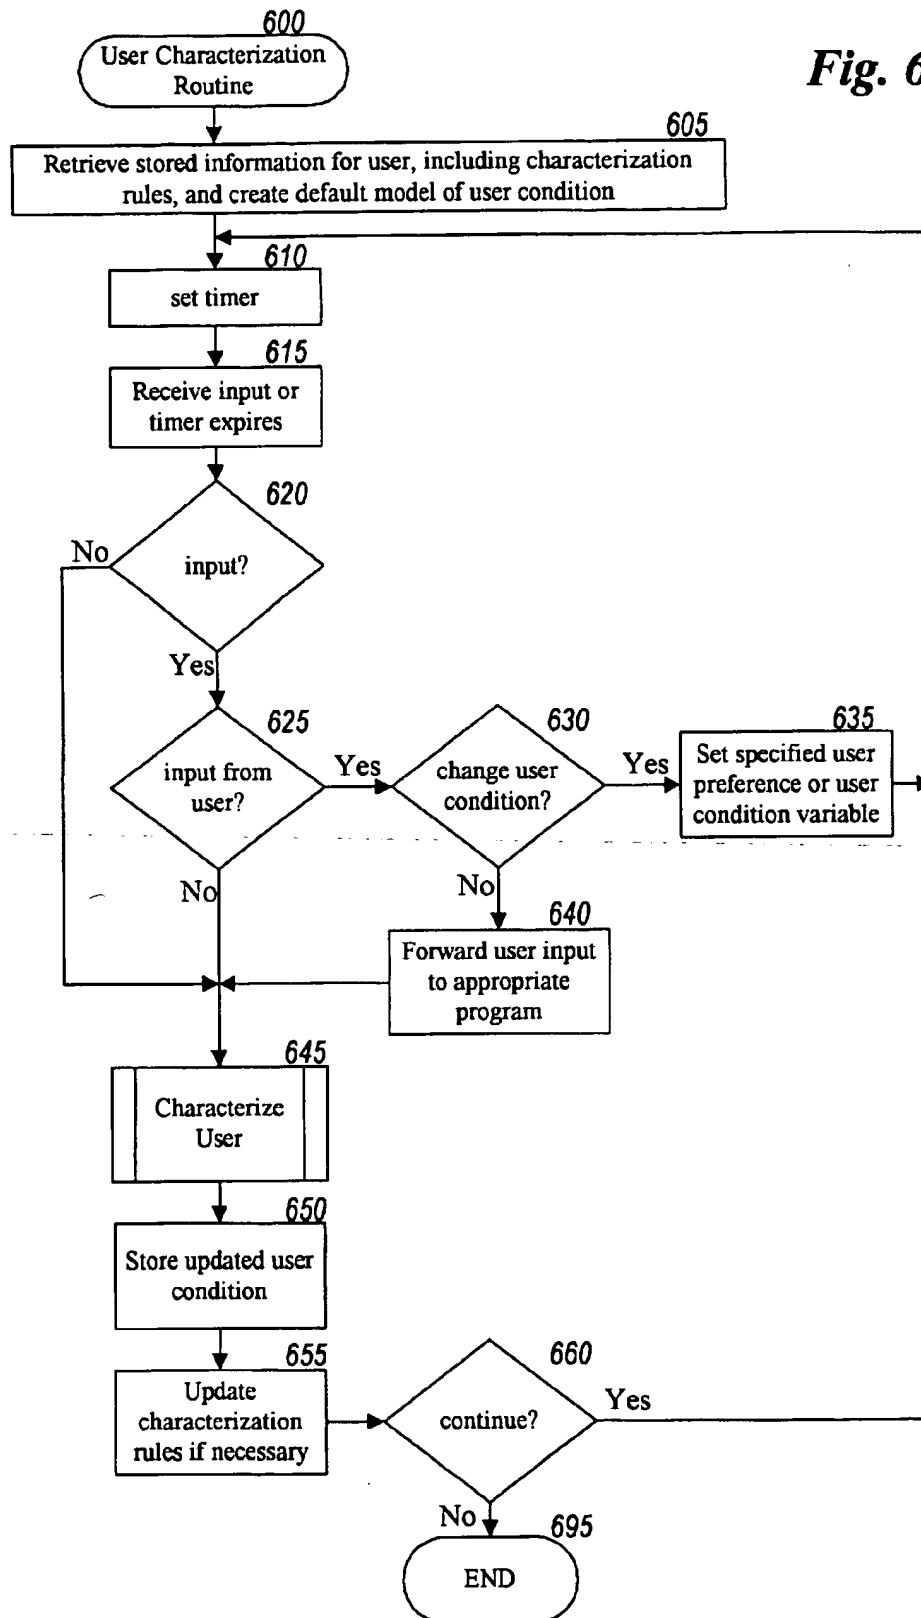 600
User Characterization
Routine
Fig. 6
605
Retrieve stored information for user, including characterization
rules, and create default model of user condition
610
set timer
615
Receive input or
timer expires
620
input?
No
Yes
625
input from
user?
Yes
630
change user
condition?
Yes
635
Set specified user
preference or user
condition variable
No
No
640
Forward user input
to appropriate
program
645
Characterize
User
650
Store updated user
condition
655
Update
characterization
rules if necessary
660
continue?
Yes
No
695
END